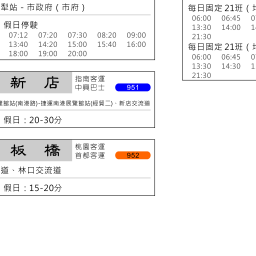 犁站 - 市政府（市府）
假日停駛
07:12 07:20 07:30 08:20 09:00
13:40 14:20 15:00 15:40 16:00
18:00 19:00 20:00
新店
指南客運
中興巴士
951
館站(南港路)-捷運南港展覽館站(經貿二)、新店交流道
假日：20-30分
板橋
桃園客運
首都客運
952
道、林口交流道
假日：15-20分
每日固定 21班
06:00 06:45
13:30 14:00
21:30
每日固定 21班
06:00 06:45
13:30 14:30
21:30